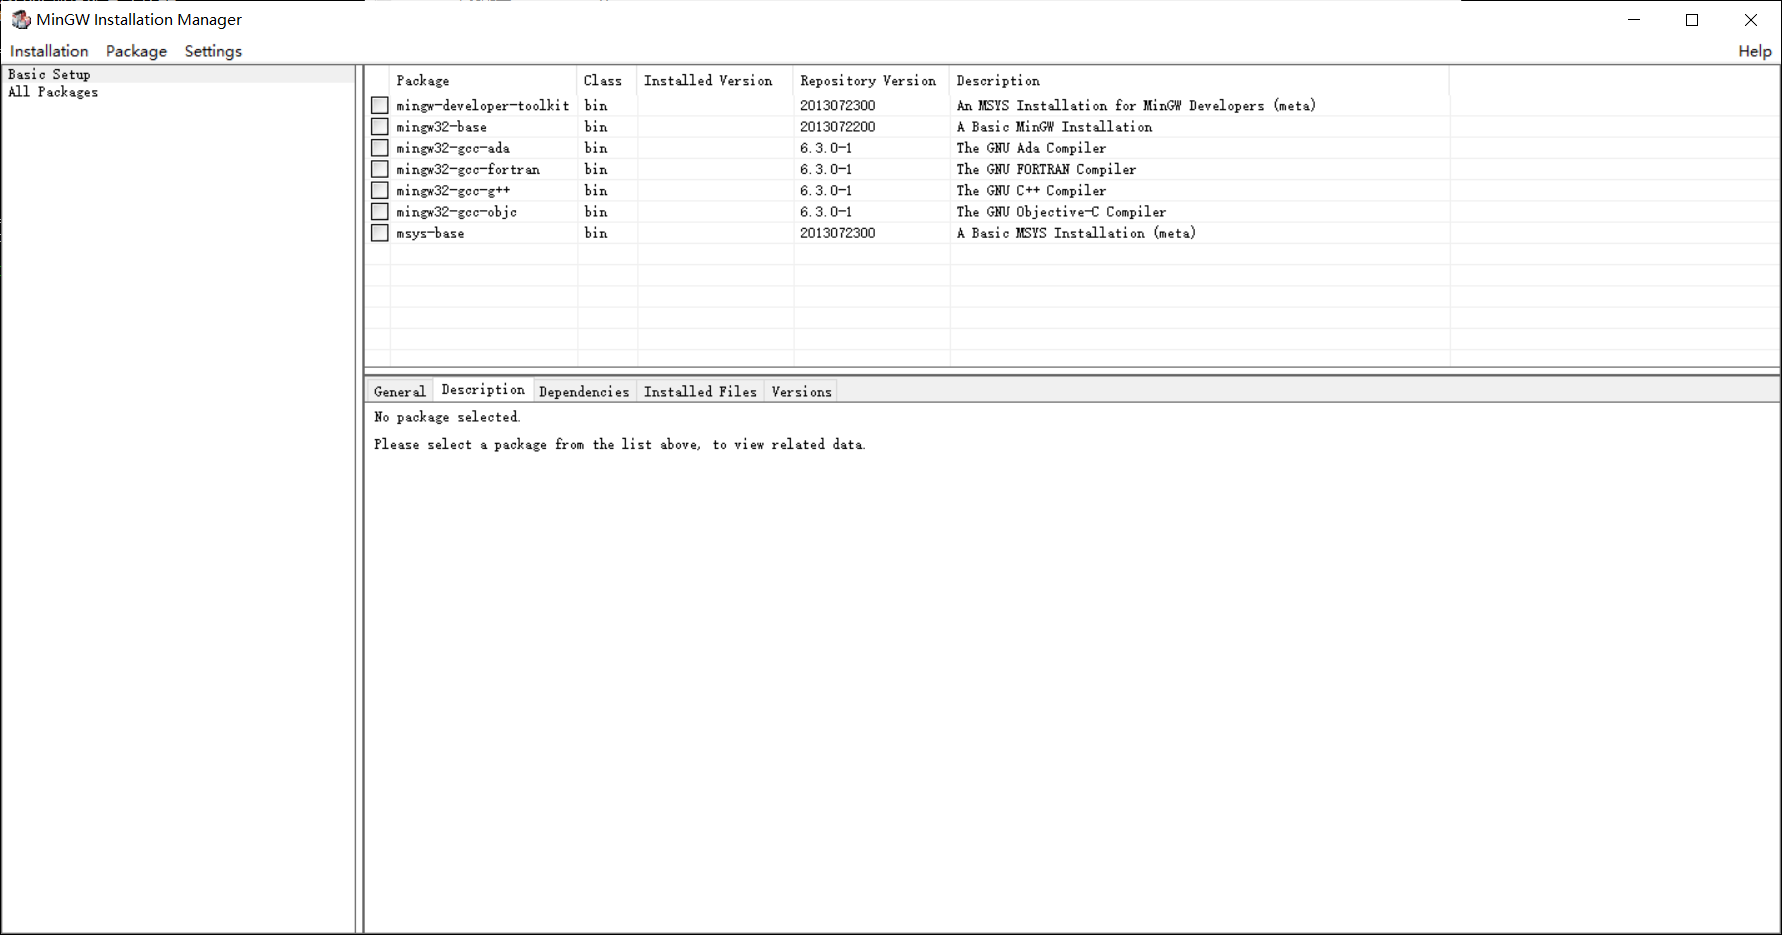 MinGW Installation Manager
Installation Package Settings Help
Basic Setup
All Packages
Package Class Installed Version Repository Version Description
mingw-developer-toolkit bin 2013072300 An MSYS Installation for MinGW Developers (meta)
mingw32-base bin 2013072200 A Basic MinGW Installation
mingw32-gcc-ada bin 6.3.0-1 The GNU Ada Compiler
mingw32-gcc-fortran bin 6.3.0-1 The GNU FORTRAN Compiler
mingw32-gcc-g++ bin 6.3.0-1 The GNU C++ Compiler
mingw32-gcc-objc bin 6.3.0-1 The GNU Objective-C Compiler
msys-base bin 2013072300 A Basic MSYS Installation (meta)
General Description Dependencies Installed Files Versions
No package selected.
Please select a package from the list above, to view related data.